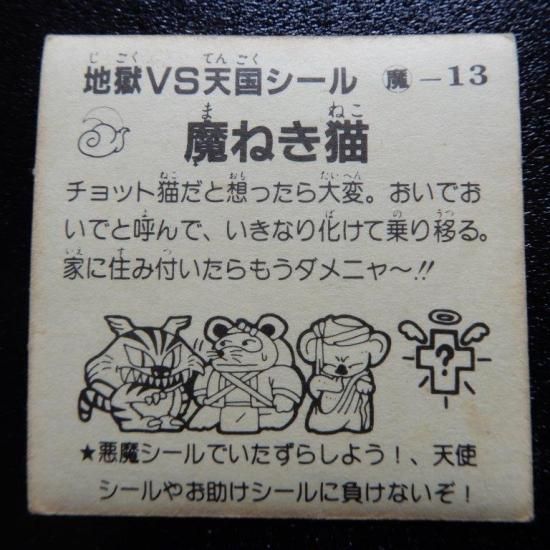 地獄VS天国シール 魔-13
魔ねき猫
チョット猫だと想ったら大変。おいでお
いでと呼んで、いきなり化けて乗り移る。
家に住み付いたらもうダメニャ〜!!
?
★悪魔シールでいたずらしよう!、天使
シールやお助けシールに負けないぞ!